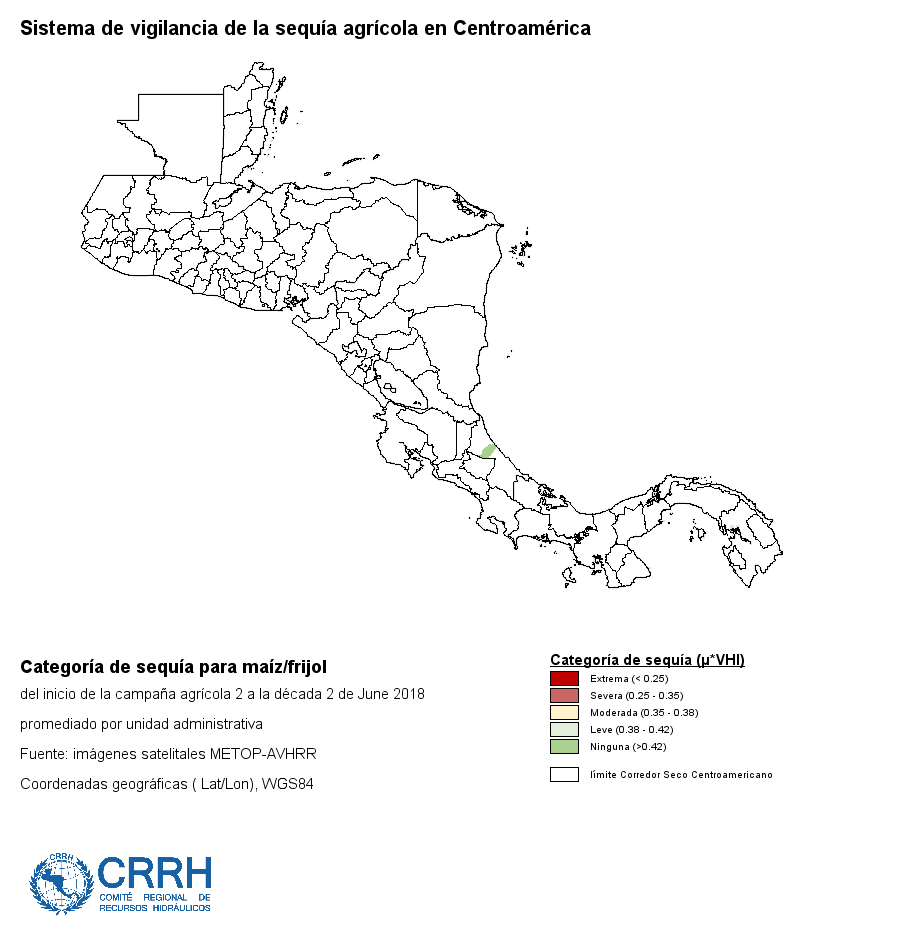 Sistema de vigilancia de la sequía agrícola en Centroamérica
Categoría de sequía para maíz/frijol
del inicio de la campaña agrícola 2 a la década 2 de June 2018
promediado por unidad administrativa
Fuente: imágenes satelitales METOP-AVHRR
Coordenadas geográficas ( Lat/Lon), WGS84
Categoría de sequía (µ*VHI)
Extrema (< 0.25)
Severa (0.25 - 0.35)
Moderada (0.35 - 0.38)
Leve (0.38 - 0.42)
Ninguna (>0.42)
límite Corredor Seco Centroamericano
CRRH
CRRH
COMITÉ REGIONAL DE
RECURSOS HIDRÁULICOS